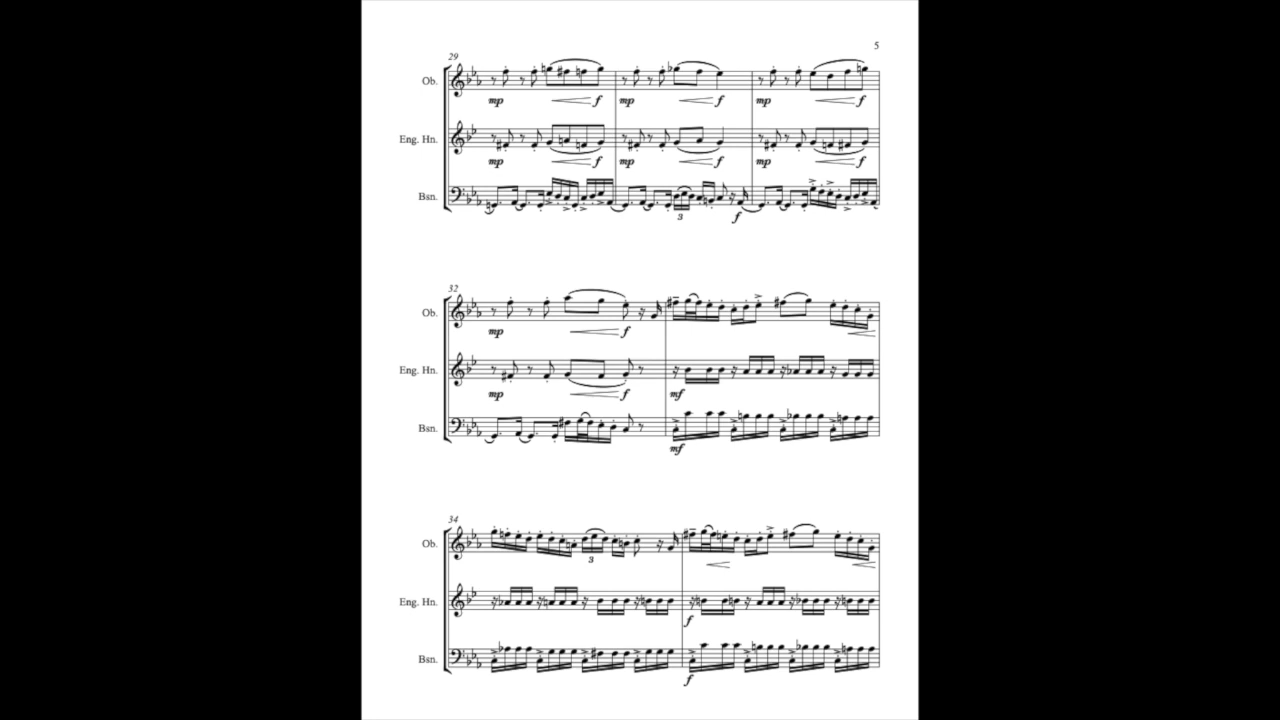 5
29
Ob.
mp f mp f mp f
Eng. Hn.
mp f mp f mp f
Bsn.
3 f
32
Ob.
mp f
Eng. Hn.
mp f mf
Bsn.
mf
34
Ob.
3
Eng. Hn.
f
Bsn.
f